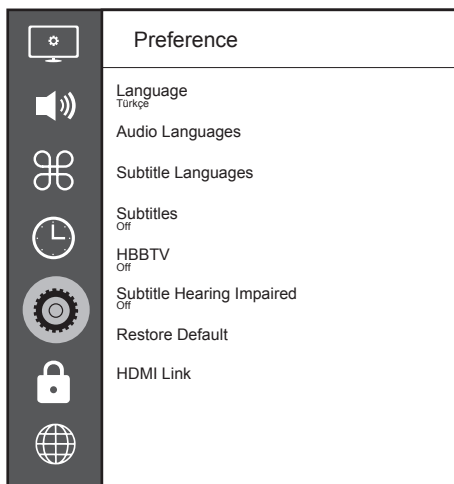 Preference
Language
Türkçe
Audio Languages
Subtitle Languages
Subtitles
Off
HBBTV
Off
Subtitle Hearing Impaired
Off
Restore Default
HDMI Link